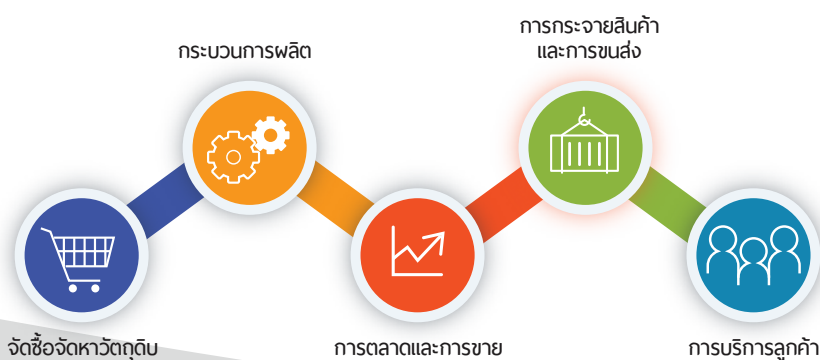 การกระจายสินค้า
และการขนส่ง
กระบวนการผลิต
จัดซื้อจัดหาวัตถุดิบ
การตลาดและการขาย
การบริการลูกค้า